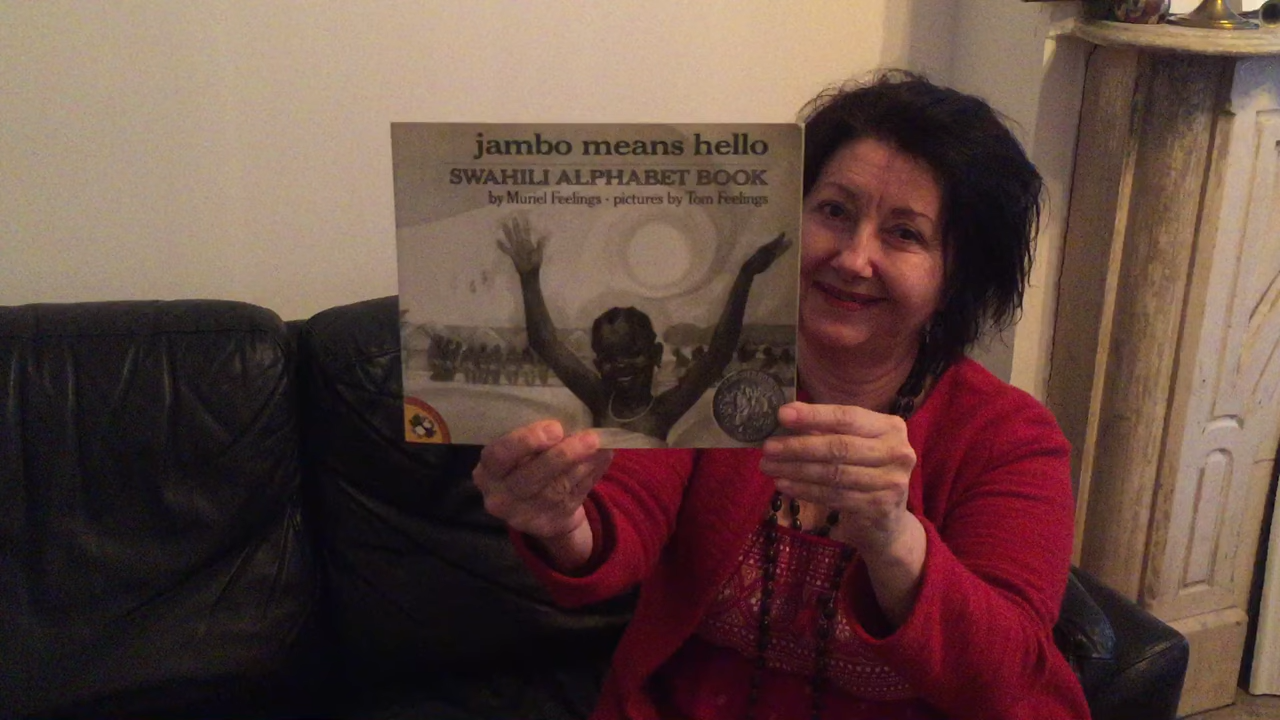 jambo means hello
SWAHILI ALPHABET BOOK
by Muriel Feelings · pictures by Tom Feelings